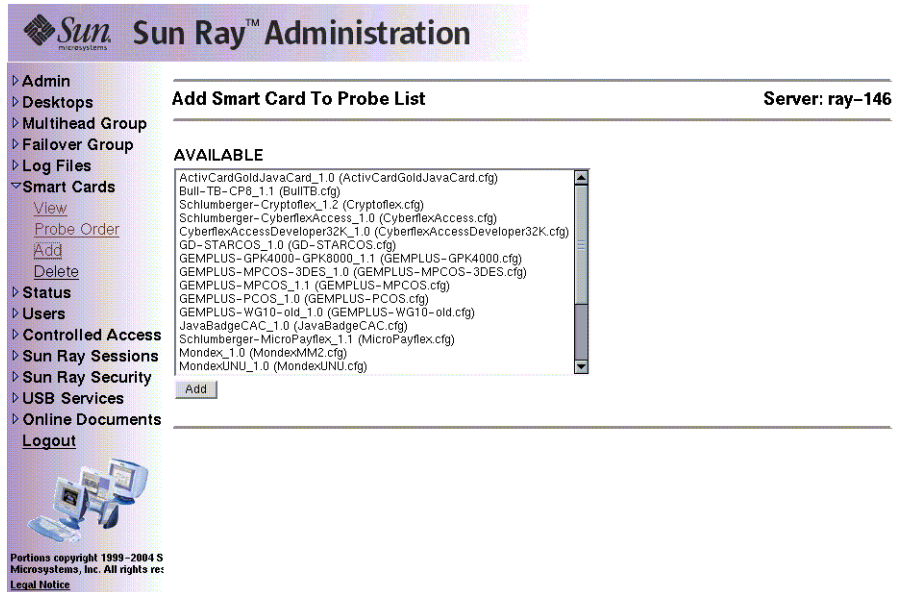 Sun microsystems
Sun Ray™ Administration
Admin
Desktops
Multihead Group
Failover Group
Log Files
Smart Cards
View
Probe Order
Add
Delete
Status
Users
Controlled Access
Sun Ray Sessions
Sun Ray Security
USB Services
Online Documents
Logout
Portions copyright 1999-2004 S
Microsystems, Inc. All rights res
Legal Notice
Add Smart Card To Probe List
Server: ray-146
AVAILABLE
ActivCardGoldJavaCard_1.0 (ActivCardGoldJavaCard.cfg)
Bull-TB-CP8_1.1 (BullTB.cfg)
Schlumberger-Cryptoflex_1.2 (Cryptoflex.cfg)
Schlumberger-CyberflexAccess_1.0 (CyberflexAccess.cfg)
CyberflexAccessDeveloper32K_1.0 (CyberflexAccessDeveloper32K.cfg)
GD-STARCOS_1.0 (GD-STARCOS.cfg)
GEMPLUS-GPK4000-GPK8000_1.1 (GEMPLUS-GPK4000.cfg)
GEMPLUS-MPCOS-3DES_1.0 (GEMPLUS-MPCOS-3DES.cfg)
GEMPLUS-MPCOS_1.1 (GEMPLUS-MPCOS.cfg)
GEMPLUS-PCOS_1.0 (GEMPLUS-PCOS.cfg)
GEMPLUS-WG10-old_1.0 (GEMPLUS-WG10-old.cfg)
JavaBadgeCAC_1.0 (JavaBadgeCAC.cfg)
Schlumberger-MicroPayflex_1.1 (MicroPayflex.cfg)
Mondex_1.0 (MondexMM2.cfg)
MondexUNU_1.0 (MondexUNU.cfg)
Add